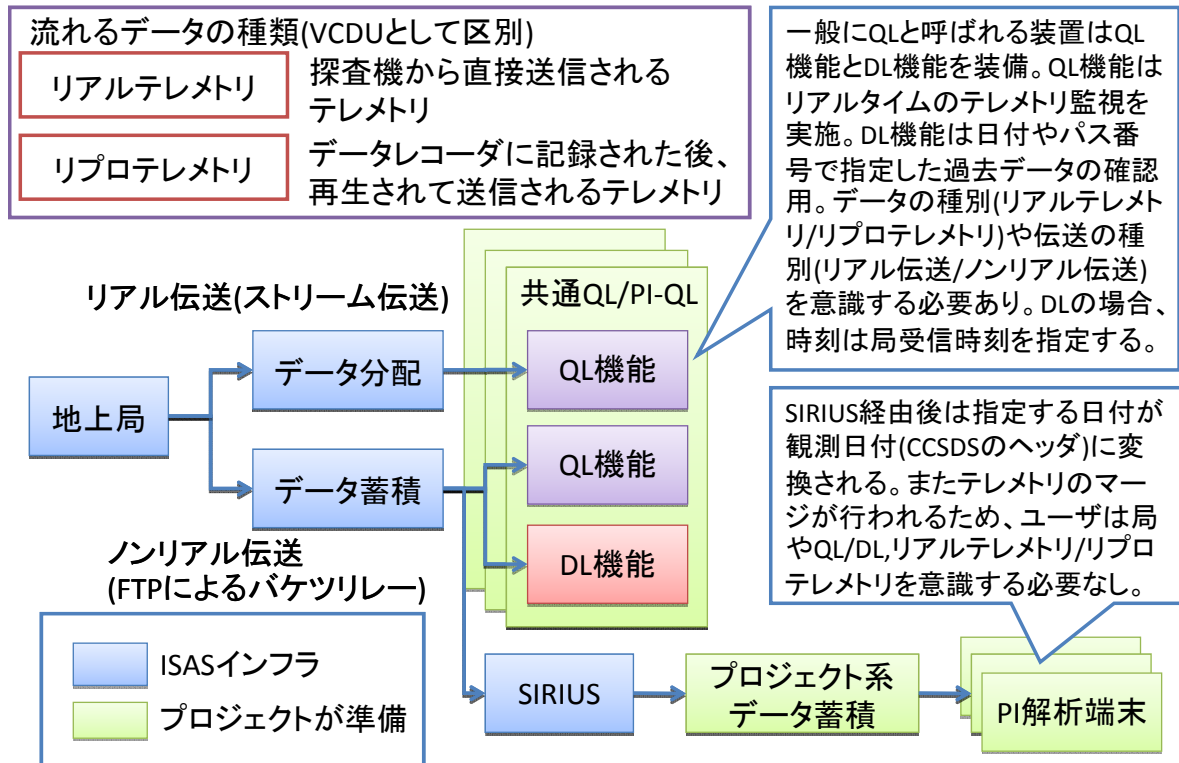 流れるデータの種類(VCDUとして区別)
リアルテレメトリ
探査機から直接送信される
テレメトリ
リプロテレメトリ
データレコーダに記録された後、
再生されて送信されるテレメトリ
一般にQLと呼ばれる装置はQL
機能とDL機能を装備。QL機能は
リアルタイムのテレメトリ監視を
実施。DL機能は日付やパス番
号で指定した過去データの確認
用。データの種別(リアルテレメト
リ/リプロテレメトリ)や伝送の種
別(リアル伝送/ノンリアル伝送)
を意識する必要あり。DLの場合、
時刻は局受信時刻を指定する。
リアル伝送(ストリーム伝送)
共通QL/PI-QL
データ分配
QL機能
地上局
データ蓄積
QL機能
DL機能
ノンリアル伝送
(FTPによるバケツリレー)
SIRIUS経由後は指定する日付が
観測日付(CCSDSのヘッダ)に変
換される。またテレメトリのマー
ジが行われるため、ユーザは局
やQL/DL,リアルテレメトリ/リプロ
テレメトリを意識する必要なし。
ISASインフラ
プロジェクトが準備
SIRIUS
プロジェクト系
データ蓄積
PI解析端末